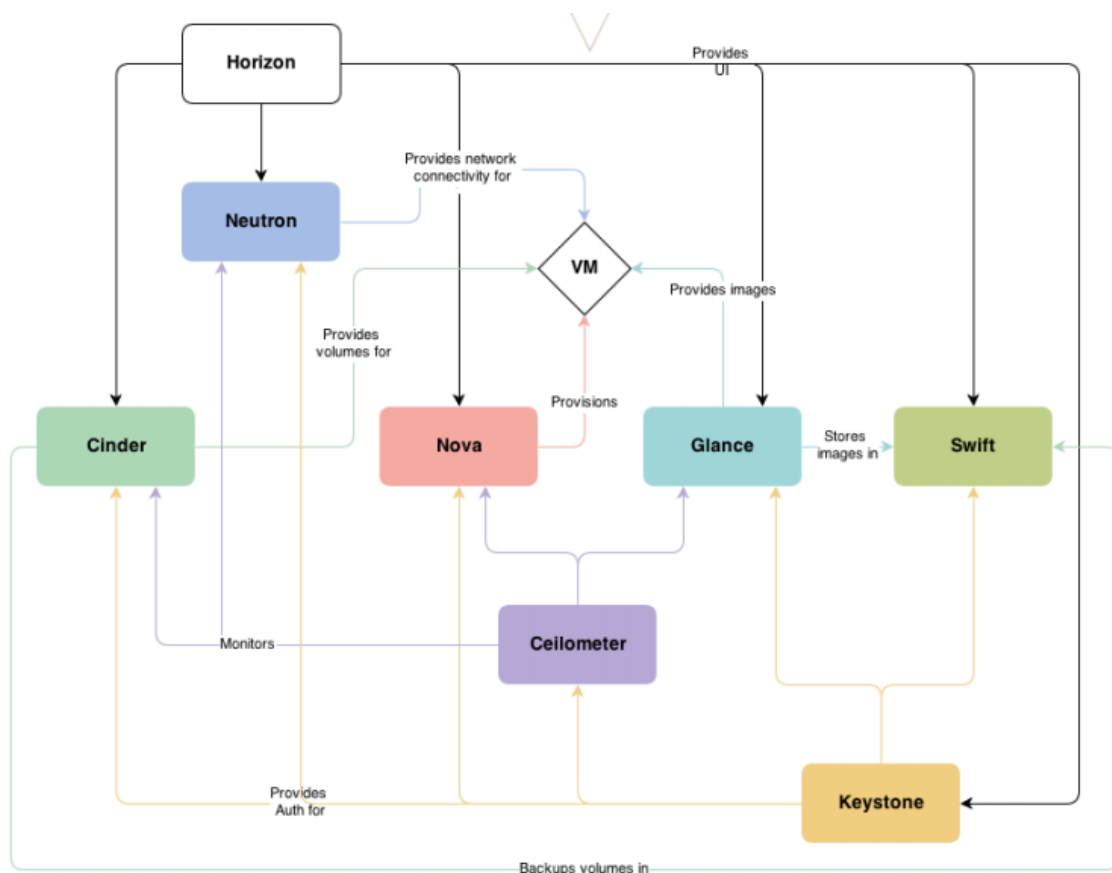 Horizon
Provides
UI
Provides network
connectivity for
Neutron
VM
Provides images
Provides
volumes for
Provisions
Cinder
Nova
Glance
Stores
images in
Swift
Monitors
Ceilometer
Provides
Auth for
Keystone
Backups volumes in